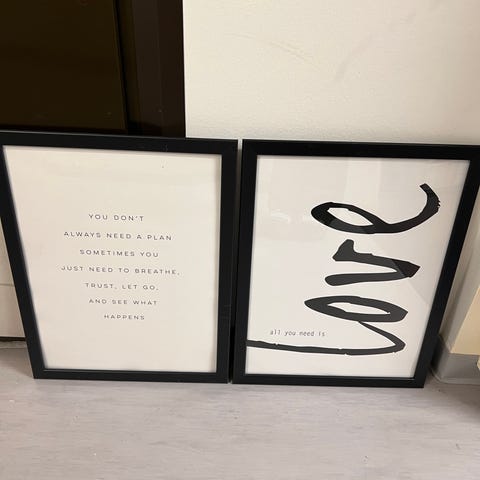 YOU DON'T
ALWAYS NEED A PLAN
SOMETIMES YOU
JUST NEED TO BREATHE,
TRUST, LET GO,
AND SEE WHAT
HAPPENS
all you need is
love